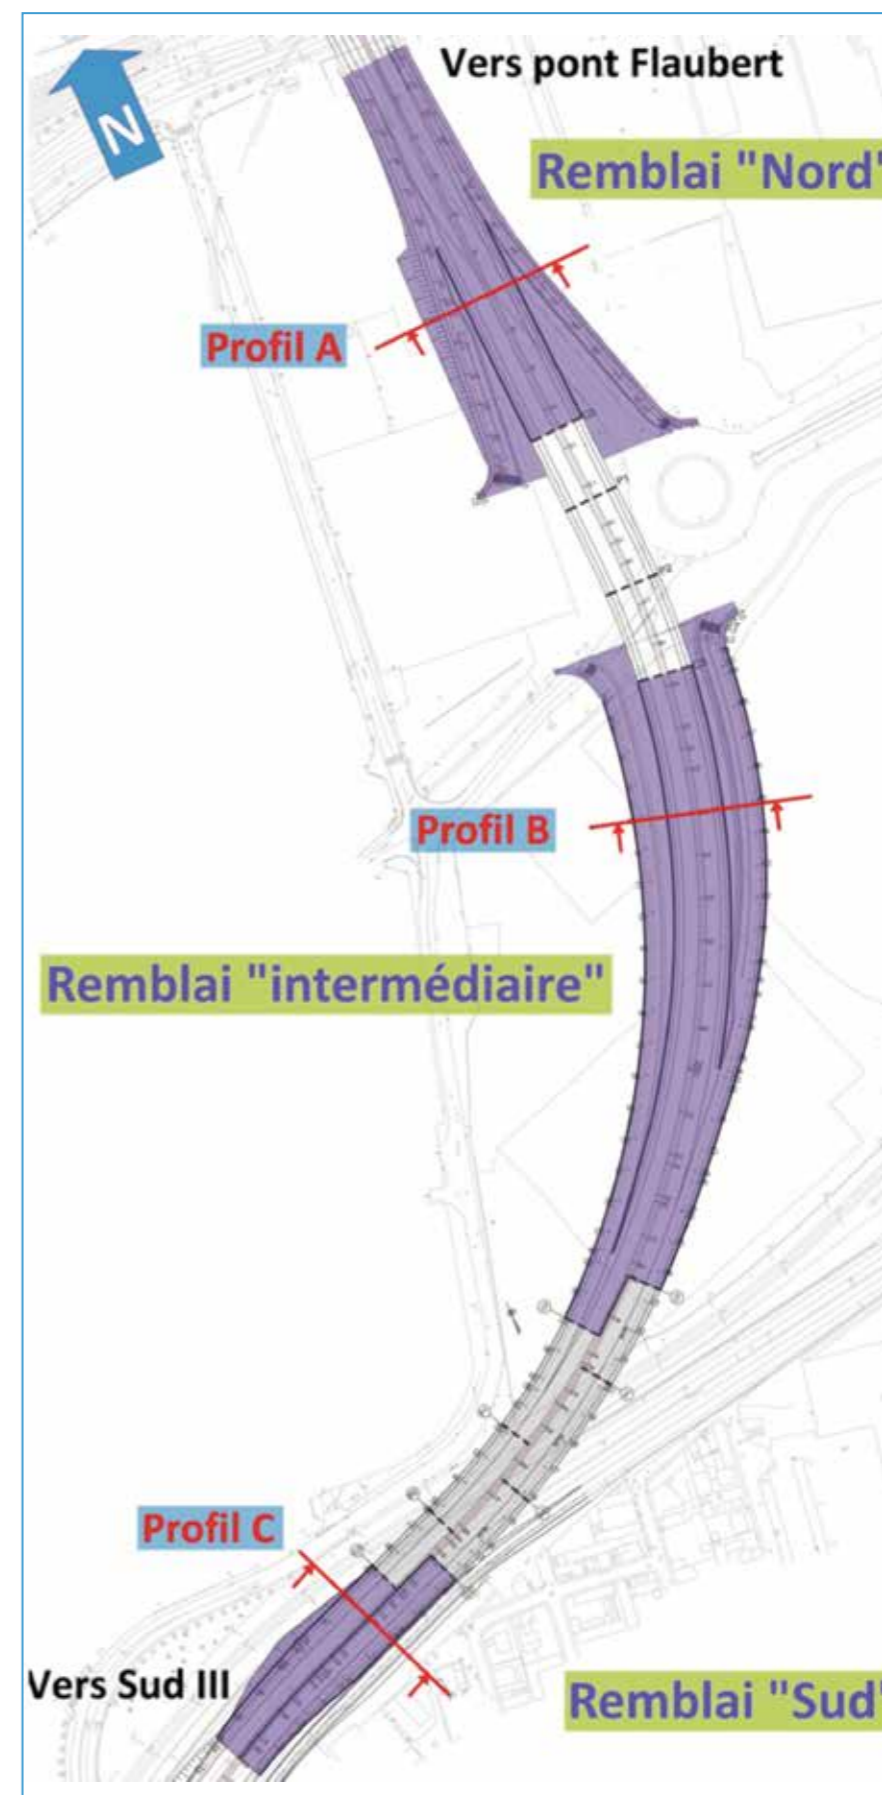 Vers pont Flaubert
N
Remblai "Nord"
Profil A
Profil B
Remblai "intermédiaire"
Profil C
Vers Sud III
Remblai "Sud"